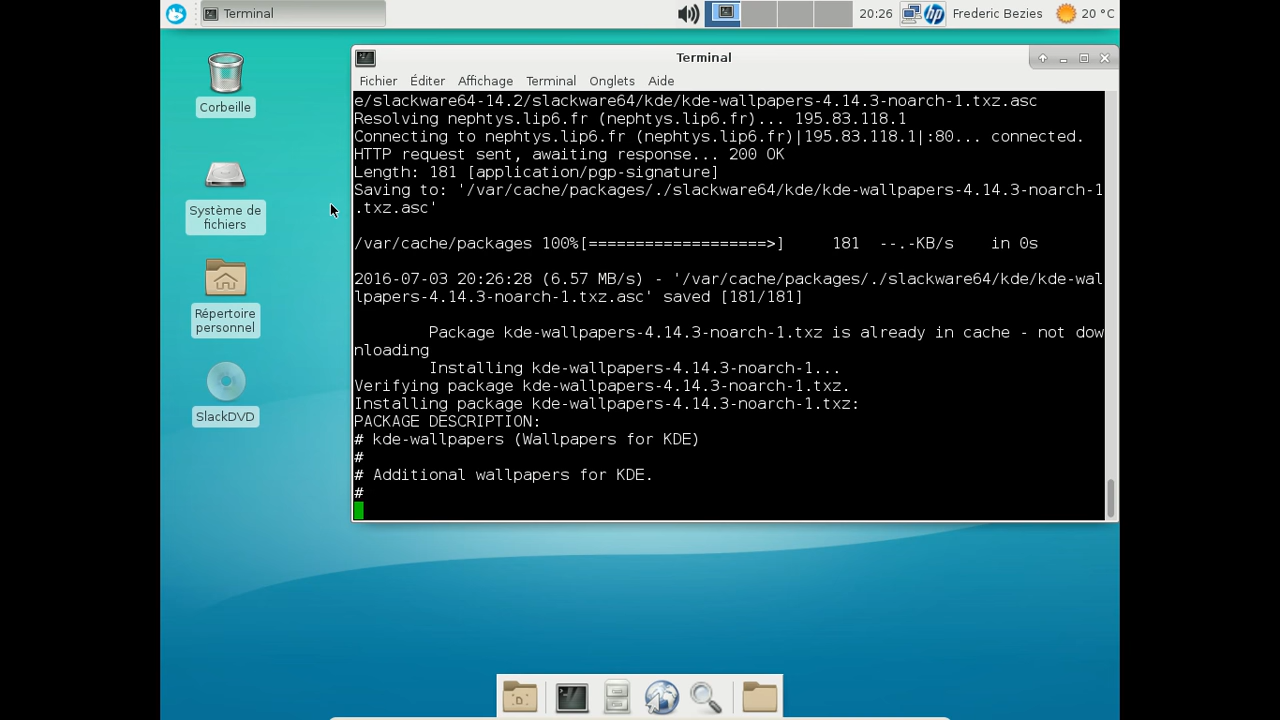 Terminal
20:26
Frederic Bezies
20 °C
Corbeille
Système de
fichiers
Répertoire
personnel
SlackDVD
Terminal
Fichier Éditer Affichage Terminal Onglets Aide
e/slackware64-14.2/slackware64/kde/kde-wallpapers-4.14.3-noarch-1.txz.asc
Resolving nephtys.lip6.fr (nephtys.lip6.fr)... 195.83.118.1
Connecting to nephtys.lip6.fr (nephtys.lip6.fr)|195.83.118.1|:80... connected.
HTTP request sent, awaiting response... 200 OK
Length: 181 [application/pgp-signature]
Saving to: '/var/cache/packages/./slackware64/kde/kde-wallpapers-4.14.3-noarch-1
.txz.asc'
/var/cache/packages 100%[===================>] 181 --.-KB/s in 0s
2016-07-03 20:26:28 (6.57 MB/s) - '/var/cache/packages/./slackware64/kde/kde-wal
lpapers-4.14.3-noarch-1.txz.asc' saved [181/181]
Package kde-wallpapers-4.14.3-noarch-1.txz is already in cache - not dow
nloading
Installing kde-wallpapers-4.14.3-noarch-1...
Verifying package kde-wallpapers-4.14.3-noarch-1.txz.
Installing package kde-wallpapers-4.14.3-noarch-1.txz:
PACKAGE DESCRIPTION:
# kde-wallpapers (Wallpapers for KDE)
#
# Additional wallpapers for KDE.
#